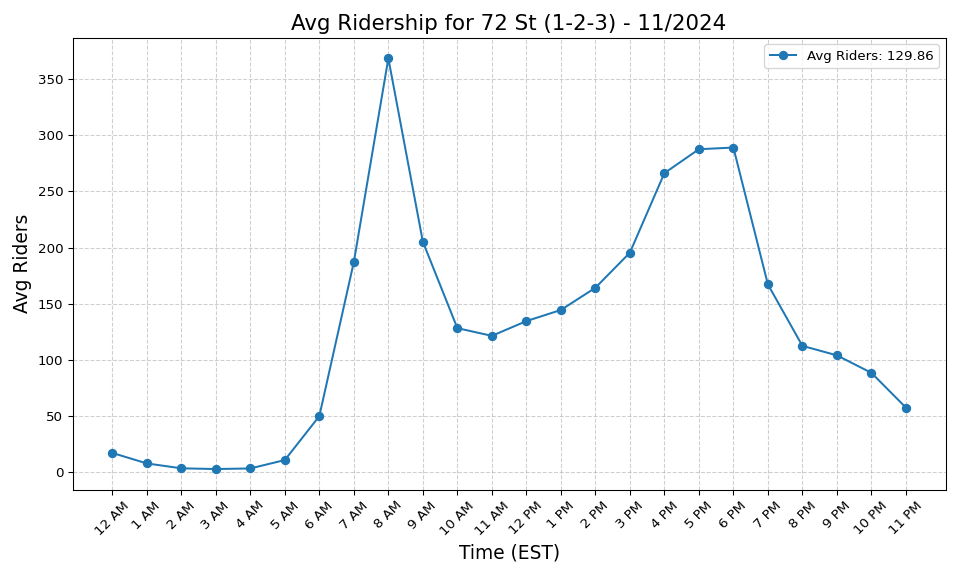 Avg Ridership for 72 St (1-2-3) - 11/2024
Avg Riders: 129.86
Avg Riders
350
300
250
200
150
100
50
0
12 AM
1 AM
2 AM
3 AM
4 AM
5 AM
6 AM
7 AM
8 AM
9 AM
10 AM
11 AM
12 PM
1 PM
2 PM
3 PM
4 PM
5 PM
6 PM
7 PM
8 PM
9 PM
10 PM
11 PM
Time (EST)